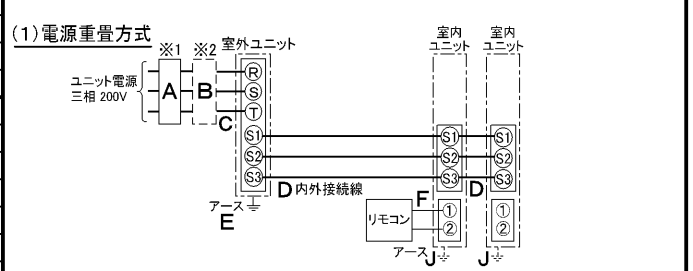 (1)電源重畳方式
※1
※2
室外ユニット
室内
ユニット
室内
ユニット
ユニット電源
三相 200V
A
B
C
R
S
T
S1
S2
S3
S1
S2
S3
S1
S2
S3
D 内外接続線
D
アース
E
F
リモコン
①
②
①
②
アース
J
J